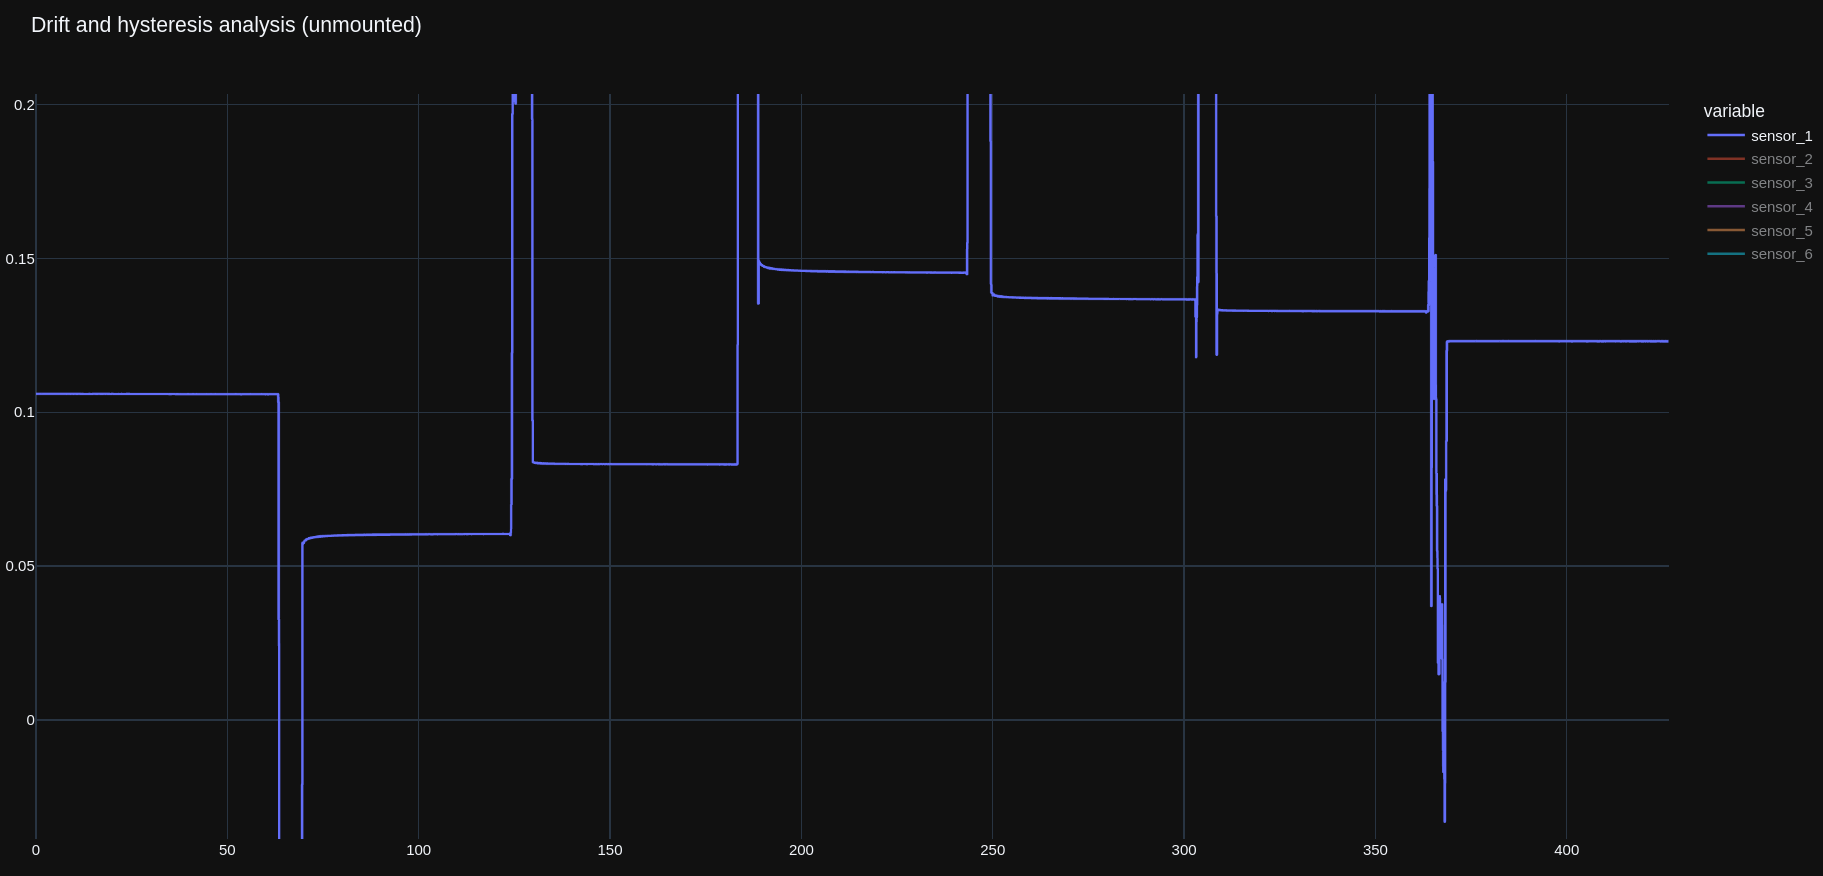 Drift and hysteresis analysis (unmounted)
0.2
0.15
0.1
0.05
0
0 50 100 150 200 250 300 350 400
variable
sensor_1
sensor_2
sensor_3
sensor_4
sensor_5
sensor_6